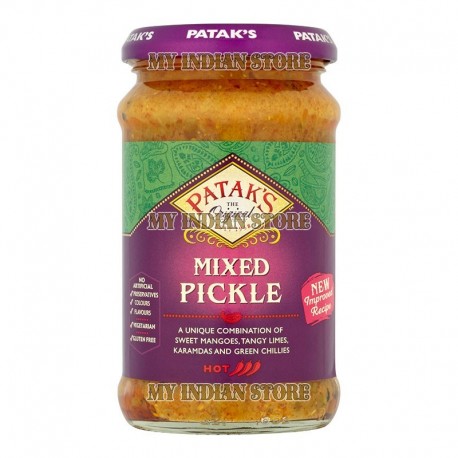 PATAK'S
MY INDIAN STORE
PATAK'S
THE
Original
MY INDIAN STORE
MIXED
PICKLE
NO
ARTIFICIAL
PRESERVATIVES
COLOURS
FLAVOURS
VEGETARIAN
GLUTEN FREE
NEW
Improved
Recipe
A UNIQUE COMBINATION OF
SWEET MANGOES, TANGY LIMES,
KARAMDAS AND GREEN CHILLIES
HOT
MY INDIAN STORE